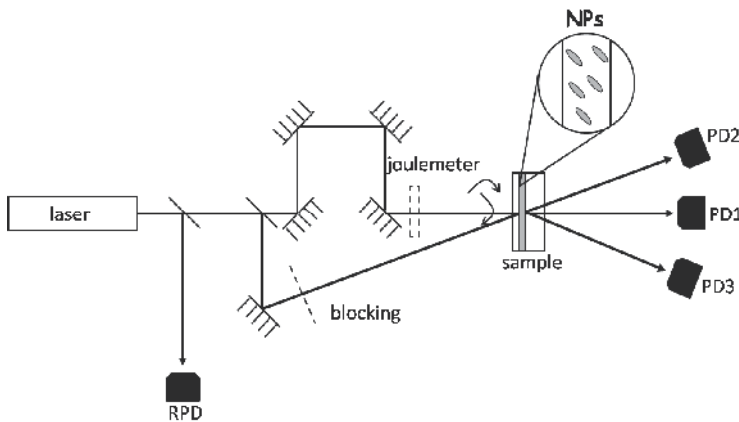 NPs
PD2
joulemeter
laser
PD1
sample
PD3
blocking
RPD